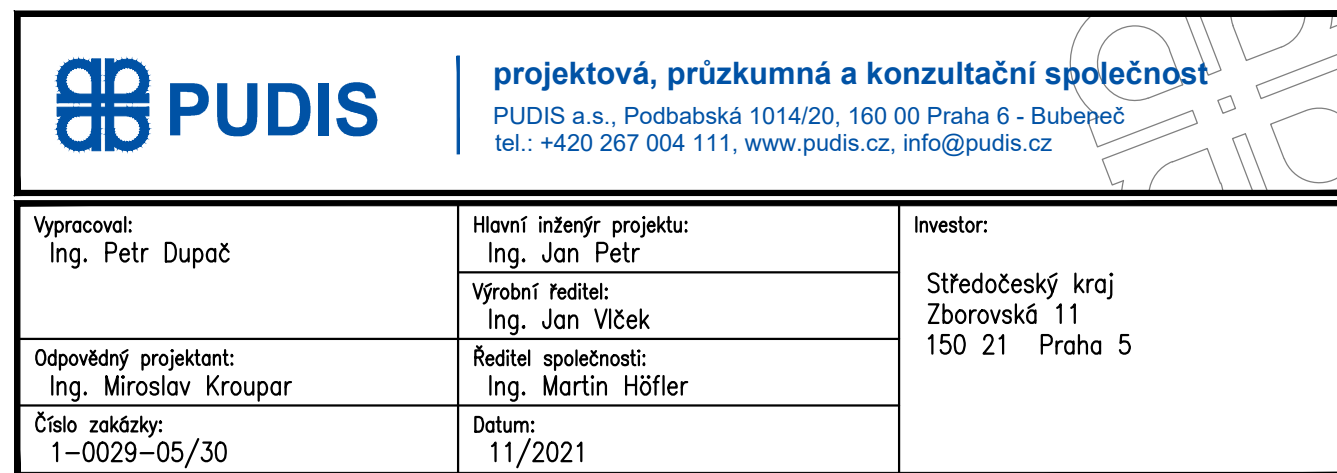 PUDIS
projektová, průzkumná a konzultační společnost
PUDIS a.s., Podbabská 1014/20, 160 00 Praha 6 - Bubeneč
tel.: +420 267 004 111, www.pudis.cz, info@pudis.cz
Vypracoval:
Ing. Petr Dupač
Hlavní inženýr projektu:
Ing. Jan Petr
Investor:
Středočeský kraj
Zborovská 11
150 21 Praha 5
Výrobní ředitel:
Ing. Jan Vlček
Odpovědný projektant:
Ing. Miroslav Kroupar
Ředitel společnosti:
Ing. Martin Höfler
Číslo zakázky:
1-0029-05/30
Datum:
11/2021